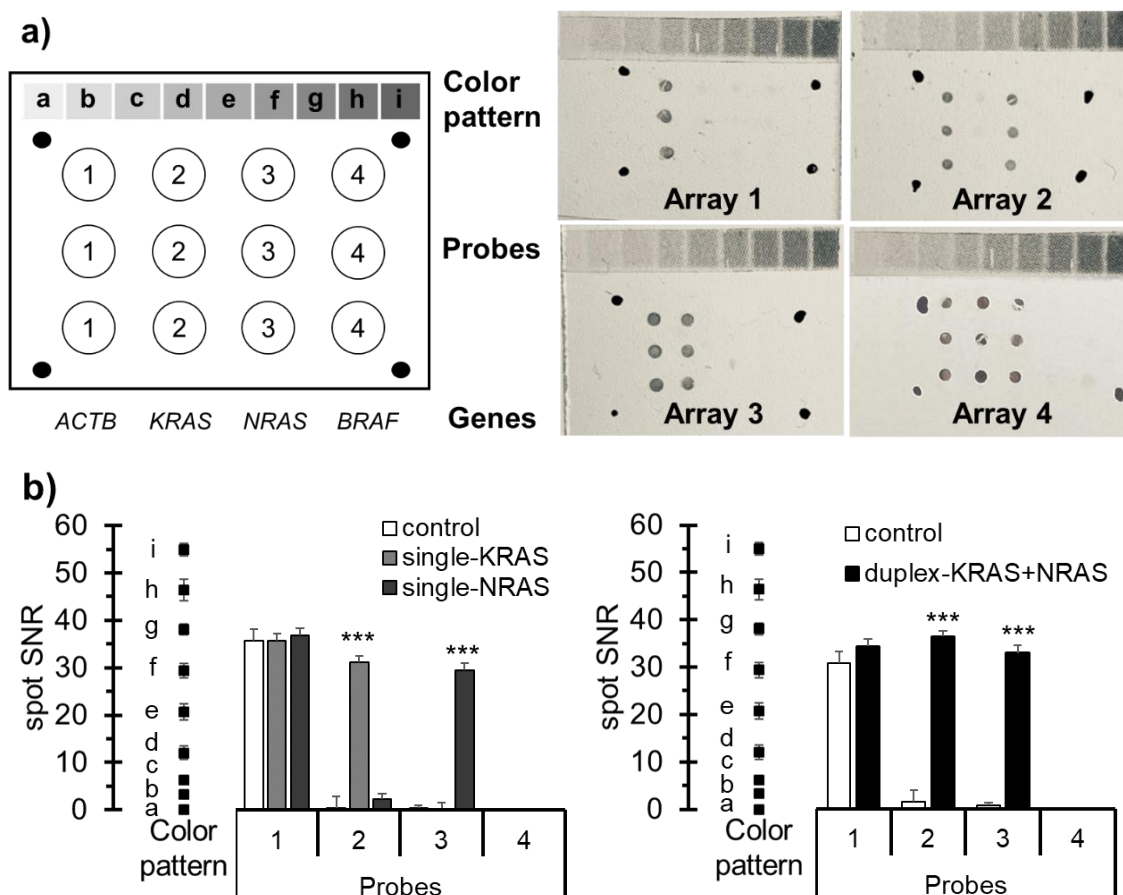 a)
a b c d e f g h i
Color
pattern
1 2 3 4
1 2 3 4
Probes
1 2 3 4
ACTB KRAS NRAS BRAF
Genes
Array 1
Array 2
Array 3
Array 4
b)
60
50
40
30
20
10
0
spot SNR
i
h
g
f
e
d
c
b
a
Color
pattern
control
single-KRAS
single-NRAS
***
***
1 2 3 4
Probes
60
50
40
30
20
10
0
spot SNR
i
h
g
f
e
d
c
b
a
Color
pattern
control
duplex-KRAS+NRAS
***
***
1 2 3 4
Probes